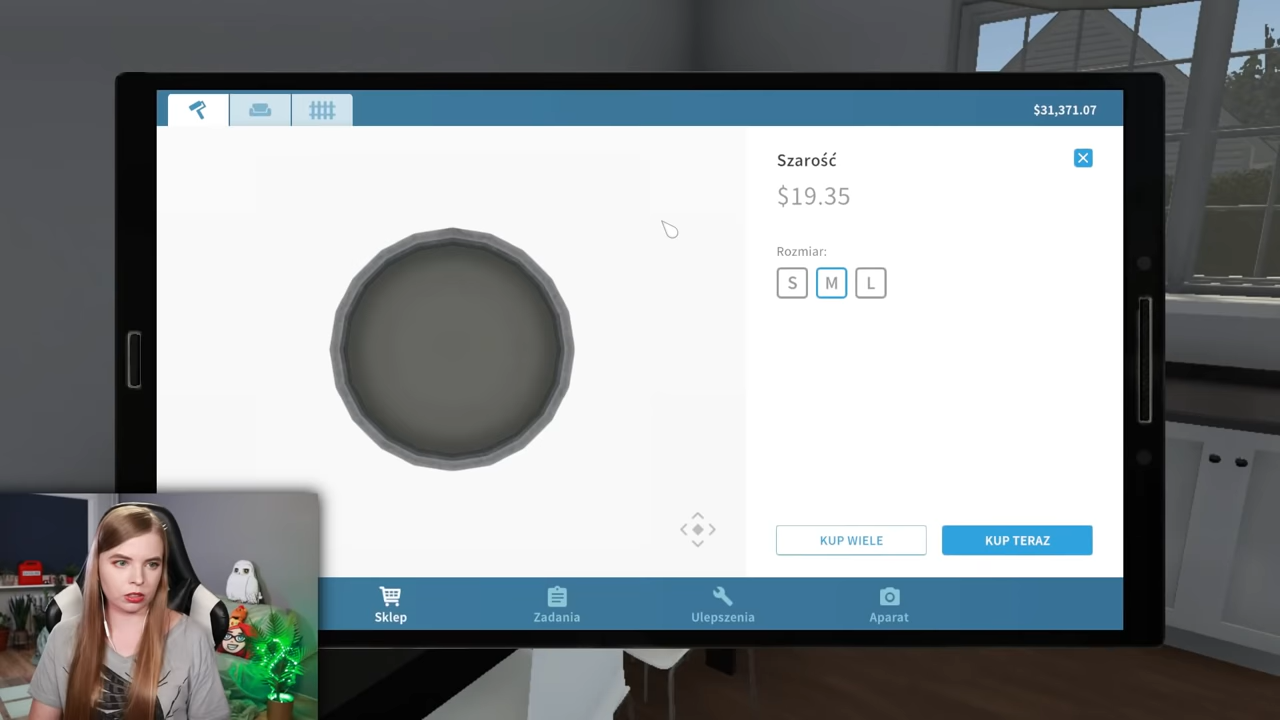 $31,371.07
Szarość
$19.35
Rozmiar:
S M L
KUP WIELE KUP TERAZ
Sklep Zadania Ulepszenia Aparat